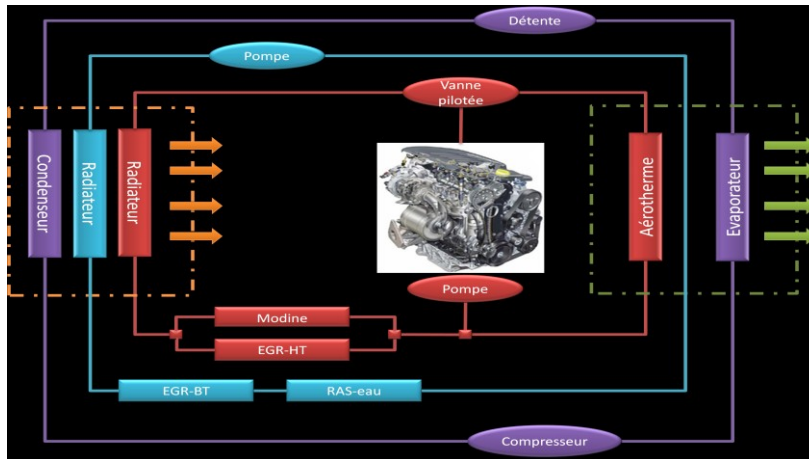 Détente
Pompe
Vanne
pilotée
Condenseur
Radiateur
Radiateur
Aérotherme
Evaporateur
Pompe
Modine
EGR-HT
EGR-BT
RAS-eau
Compresseur